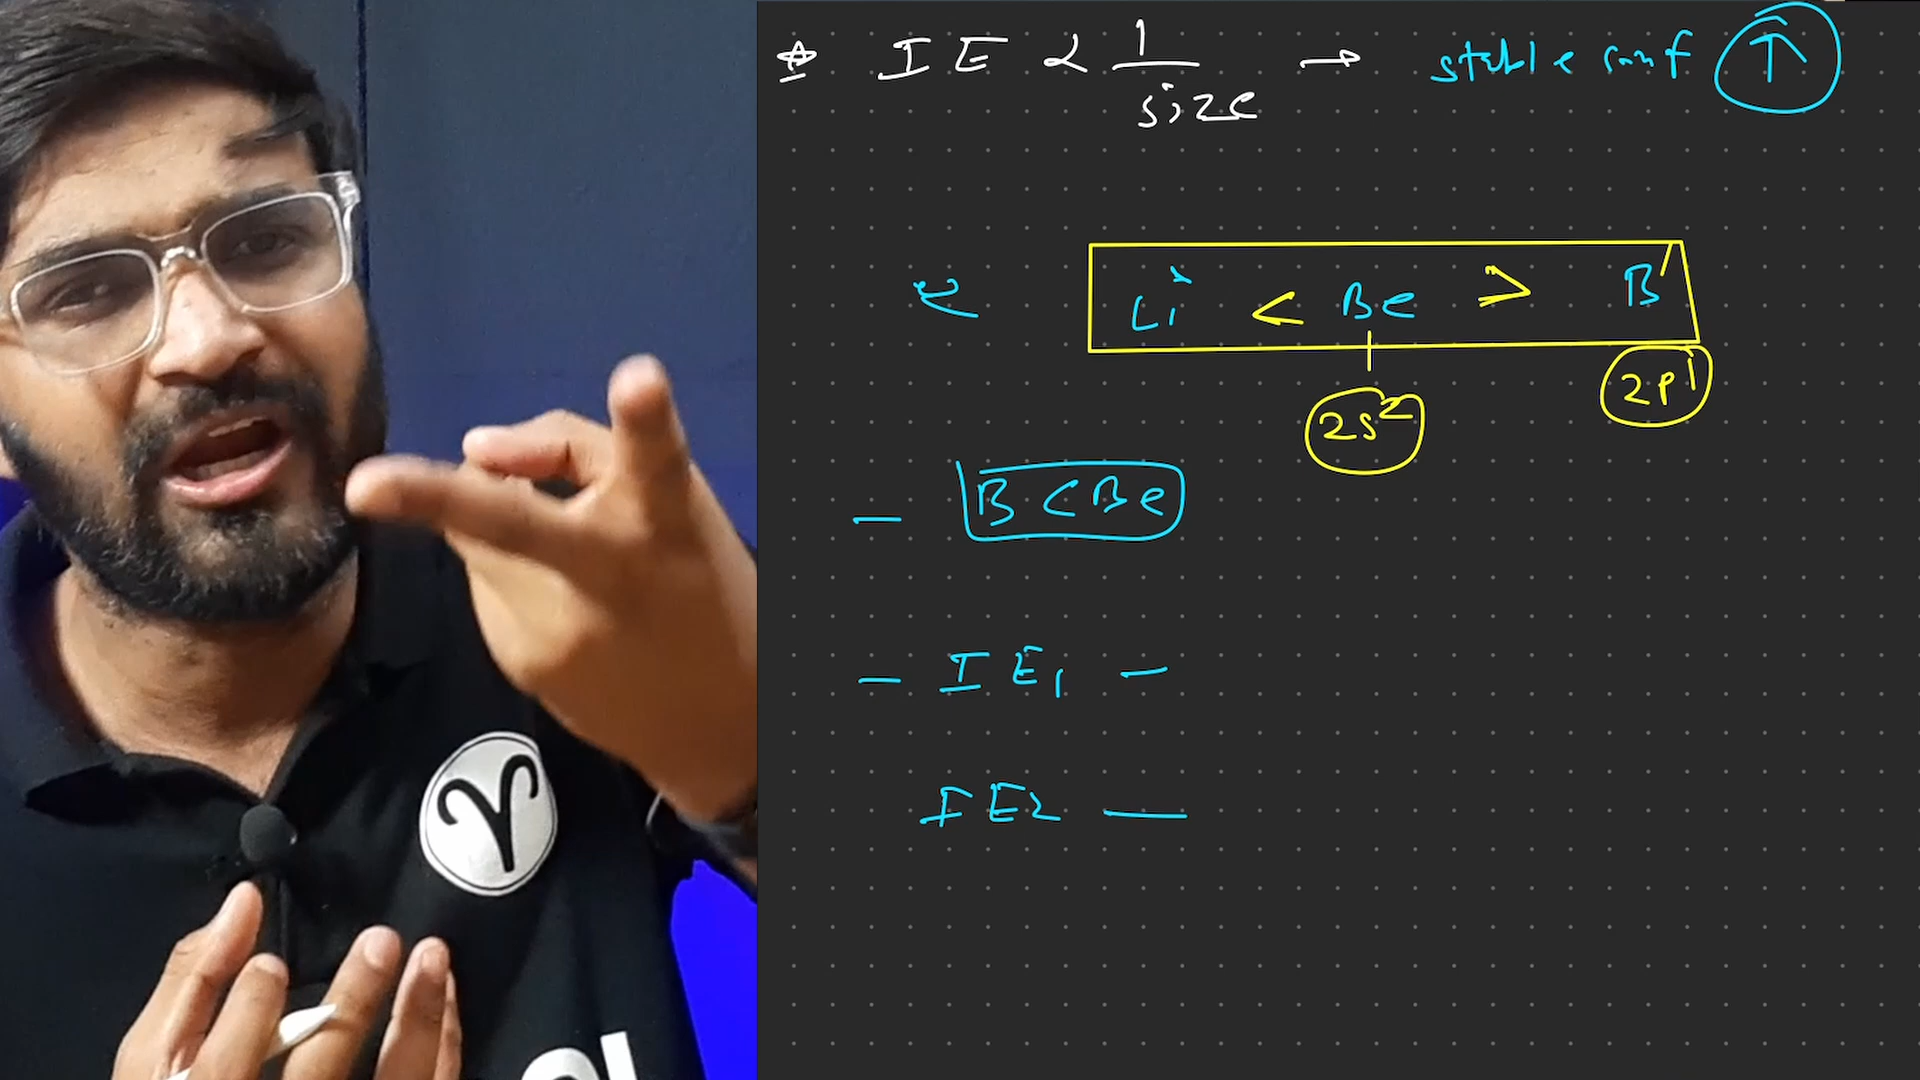 IE α 1/size → stable conf ↑
Li < Be > B
2s² 2p¹
- B < Be
- IE₁ -
IE2 —